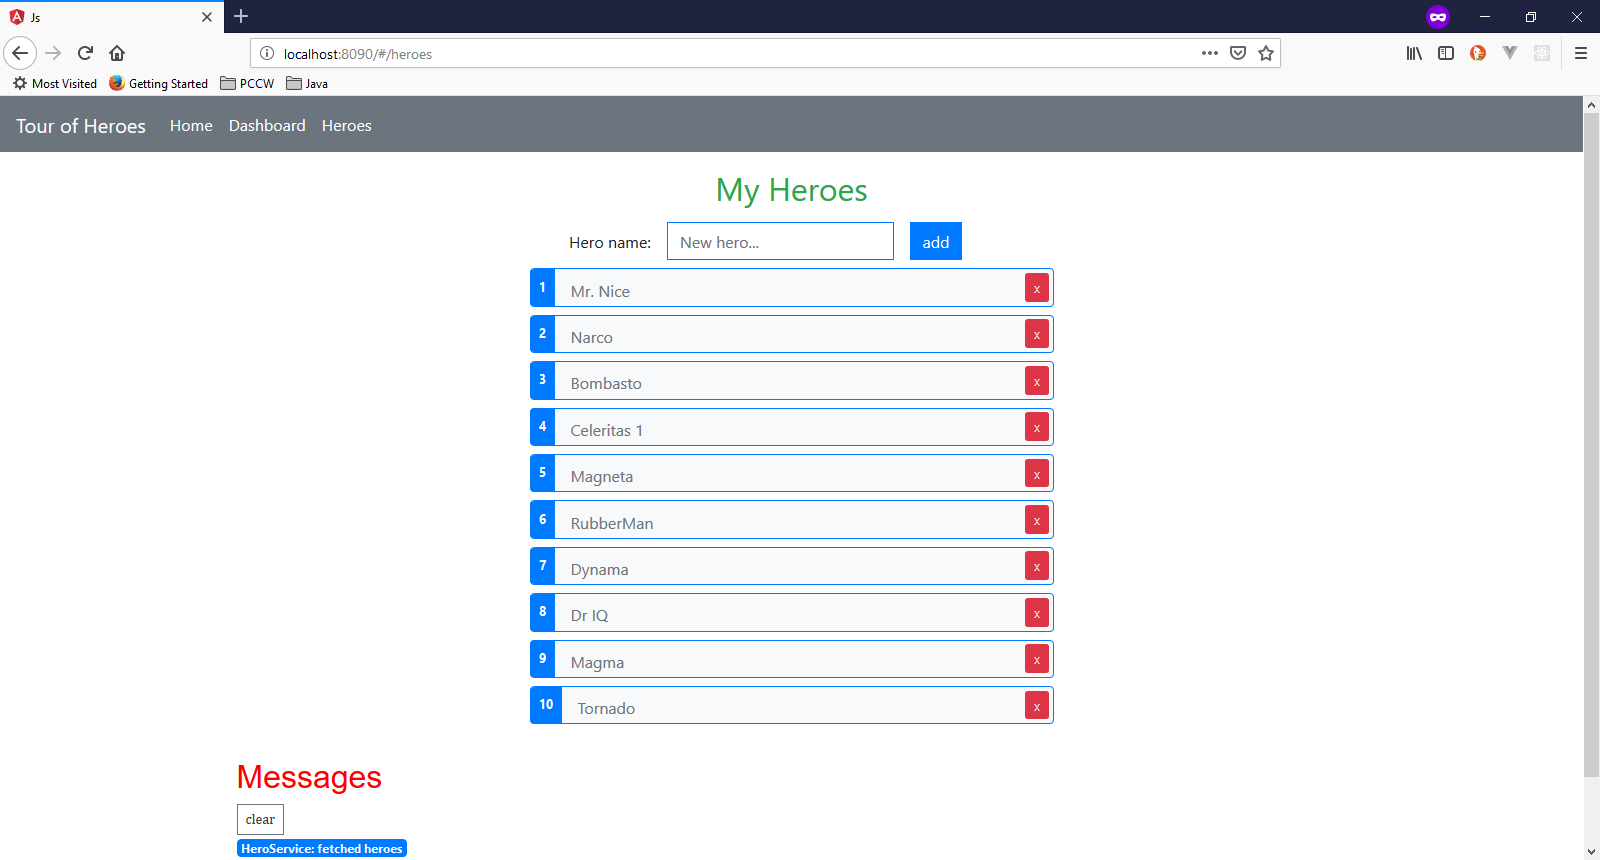 Js
localhost:8090/#/heroes
Most Visited Getting Started PCCW Java
Tour of Heroes Home Dashboard Heroes
My Heroes
Hero name: New hero... add
1 Mr. Nice x
2 Narco x
3 Bombasto x
4 Celeritas 1 x
5 Magneta x
6 RubberMan x
7 Dynama x
8 Dr IQ x
9 Magma x
10 Tornado x
Messages
clear
HeroService: fetched heroes